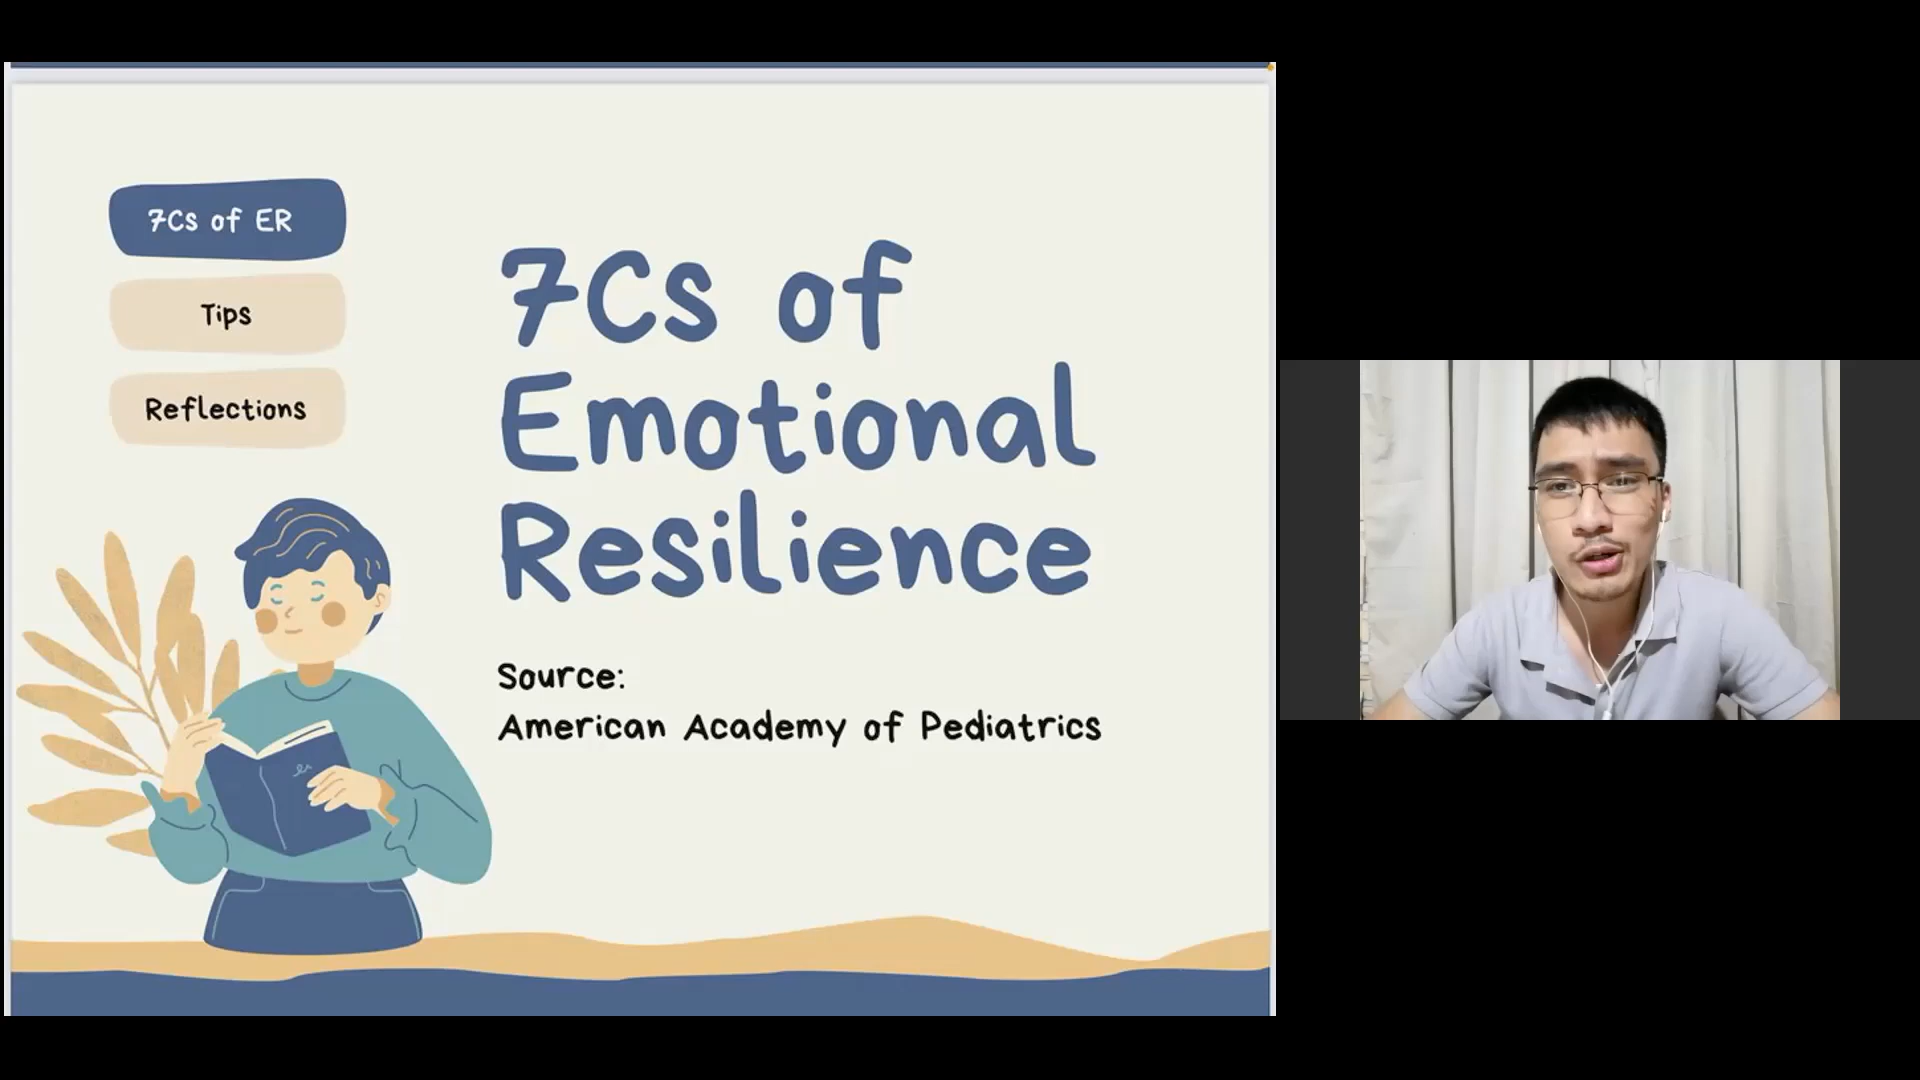 7Cs of ER
Tips
Reflections
7Cs of
Emotional
Resilience
Source:
American Academy of Pediatrics